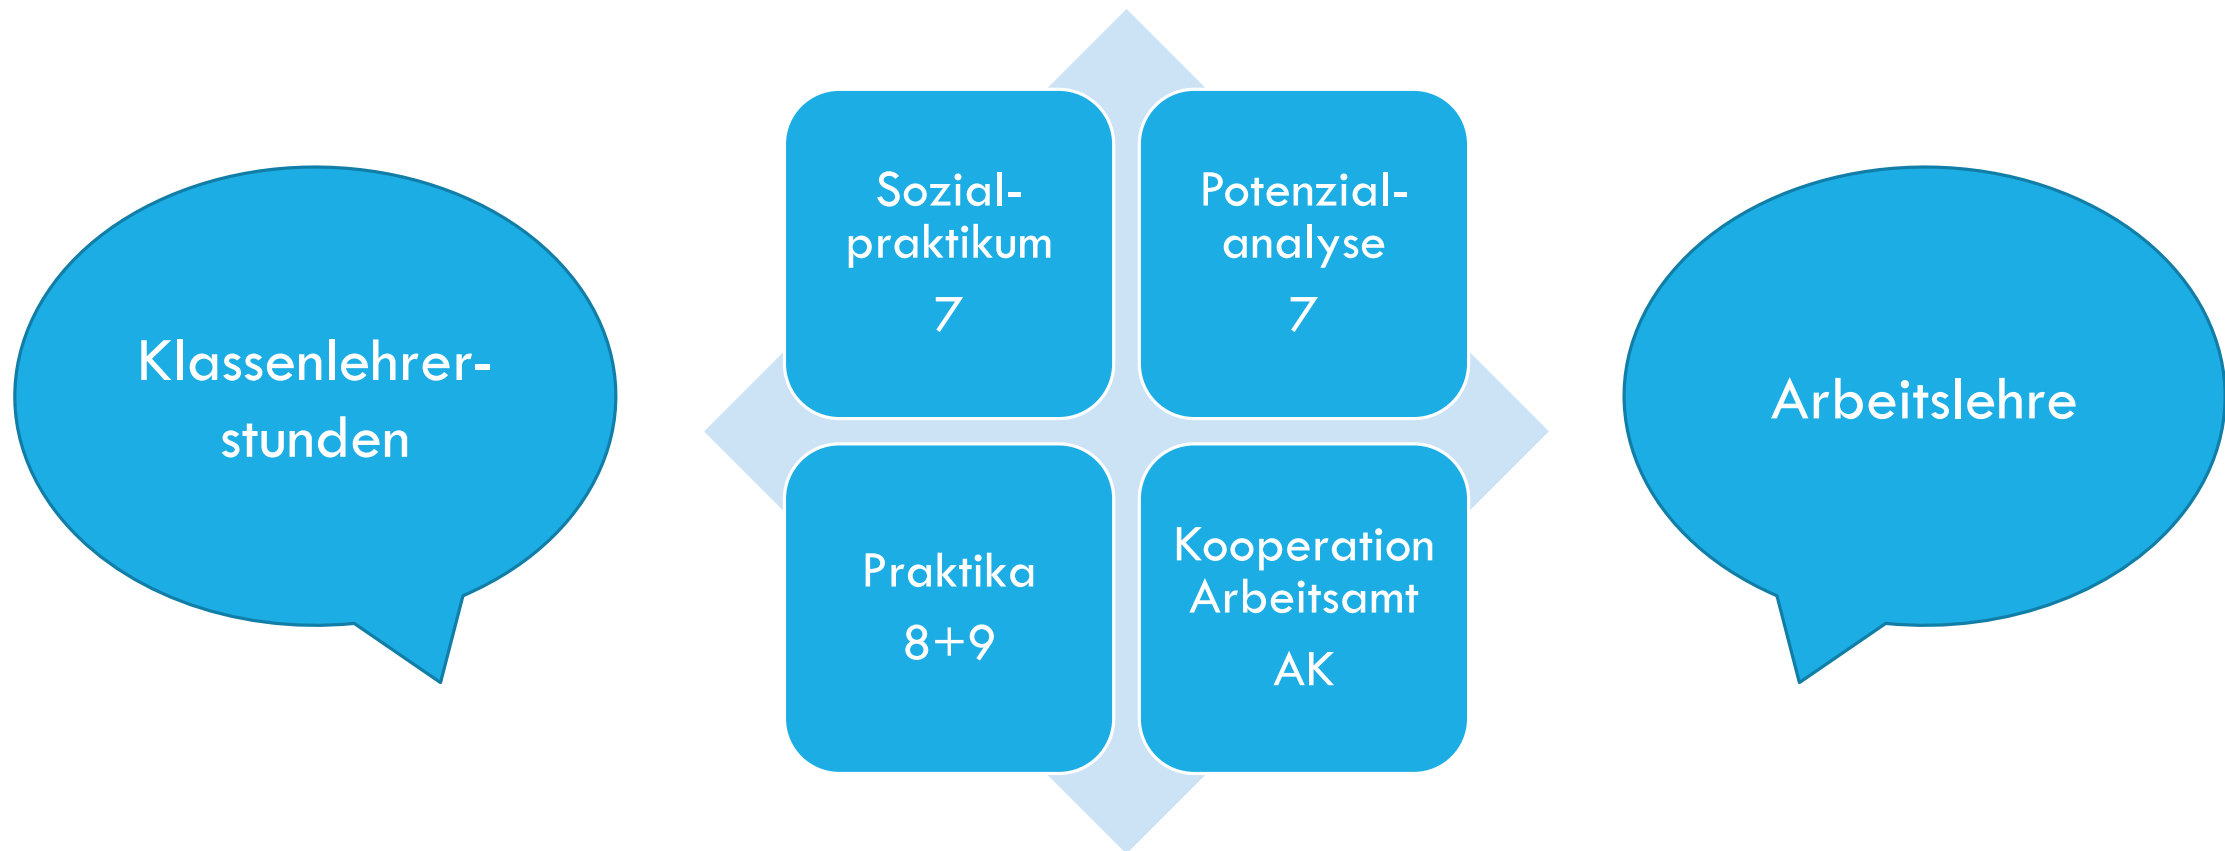 Klassenlehrer-
stunden
Sozial-
praktikum
7
Potenzial-
analyse
7
Praktika
8+9
Kooperation
Arbeitsamt
AK
Arbeitslehre